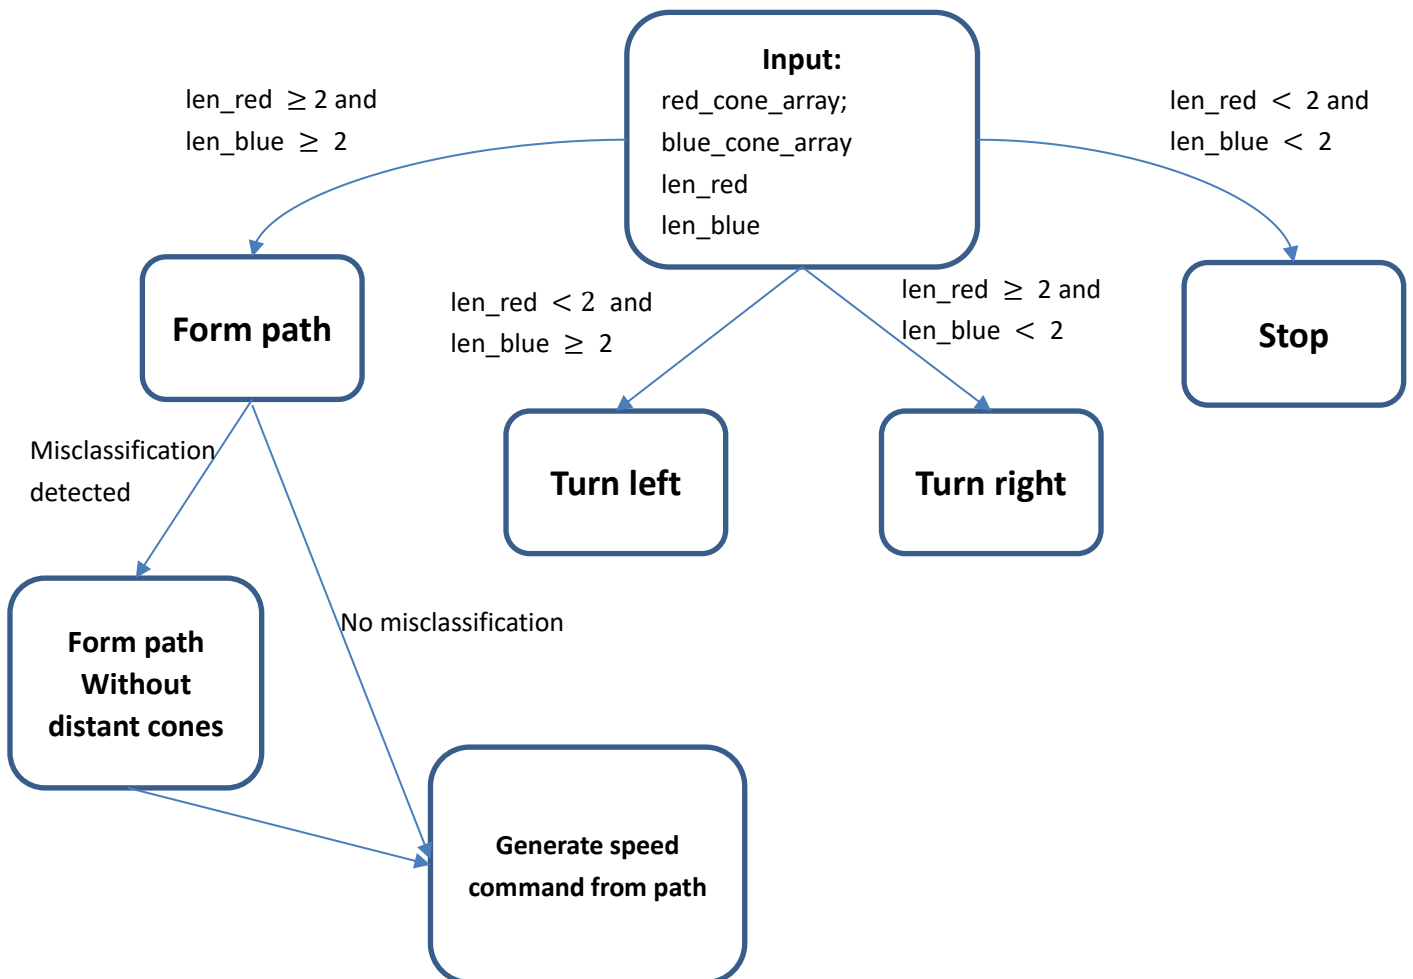 Input:
red_cone_array;
blue_cone_array
len_red
len_blue
len_red ≥ 2 and
len_blue ≥ 2
len_red < 2 and
len_blue < 2
len_red < 2 and
len_blue ≥ 2
len_red ≥ 2 and
len_blue < 2
Form path
Stop
Turn left
Turn right
Misclassification
detected
No misclassification
Form path
Without
distant cones
Generate speed
command from path